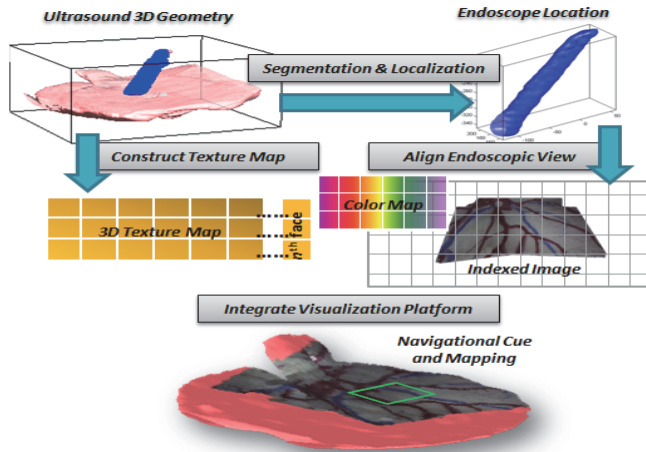 Ultrasound 3D Geometry
Endoscope Location
Segmentation & Localization
Construct Texture Map
Align Endoscopic View
3D Texture Map
nth face
Color Map
Indexed Image
Integrate Visualization Platform
Navigational Cue
and Mapping